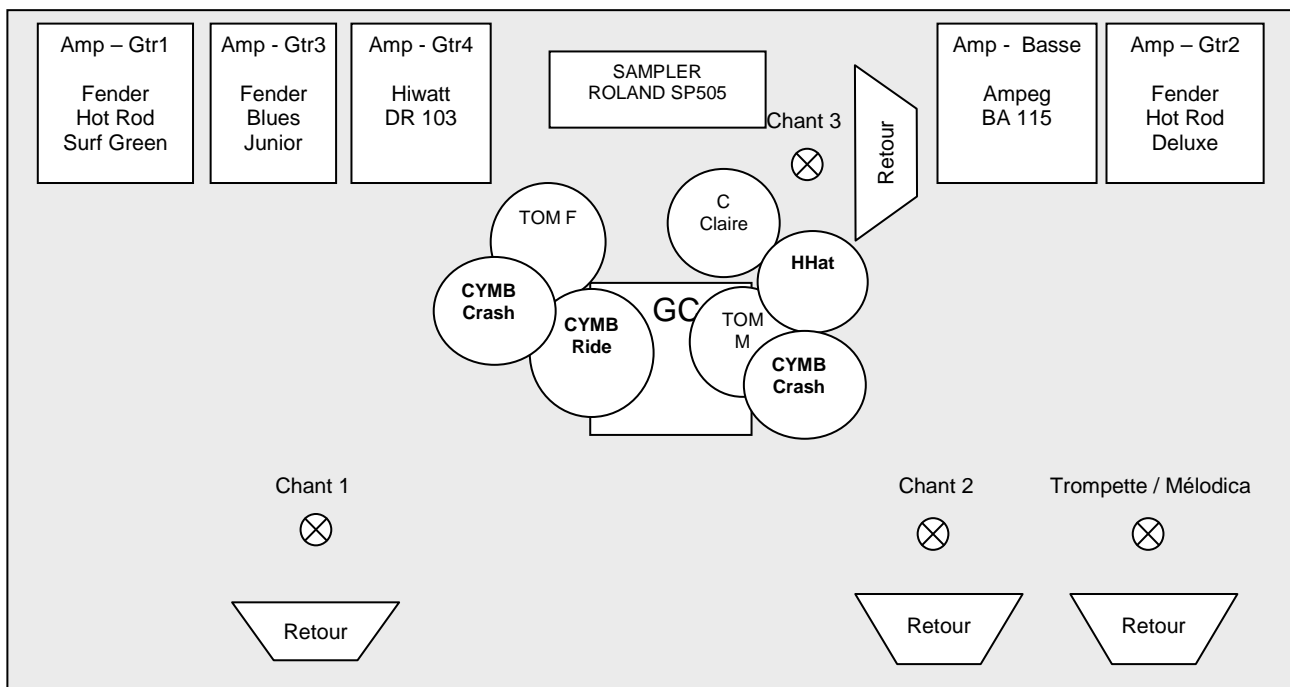 Amp – Gtr1
Fender
Hot Rod
Surf Green
Amp - Gtr3
Fender
Blues
Junior
Amp - Gtr4
Hiwatt
DR 103
SAMPLER
ROLAND SP505
Chant 3
Retour
Amp - Basse
Ampeg
BA 115
Amp – Gtr2
Fender
Hot Rod
Deluxe
TOM F
C
Claire
HHat
CYMB
Crash
CYMB
Ride
GC
TOM
M
CYMB
Crash
Chant 1
Chant 2
Trompette / Mélodica
Retour
Retour
Retour